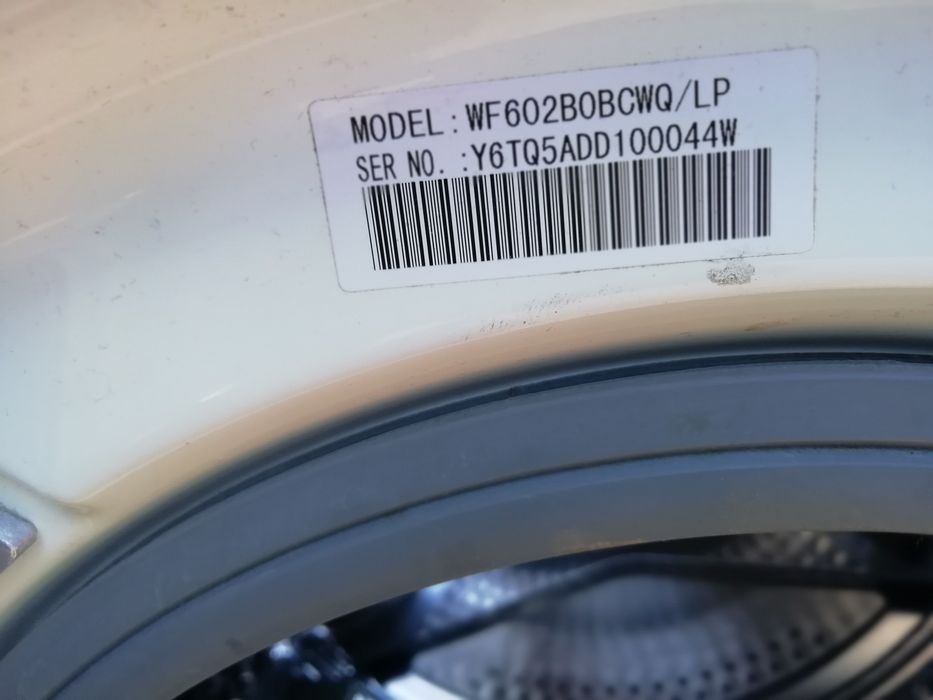 MODEL: WF602B0BCWQ/LP
SER NO. :Y6TQ5ADD100044W